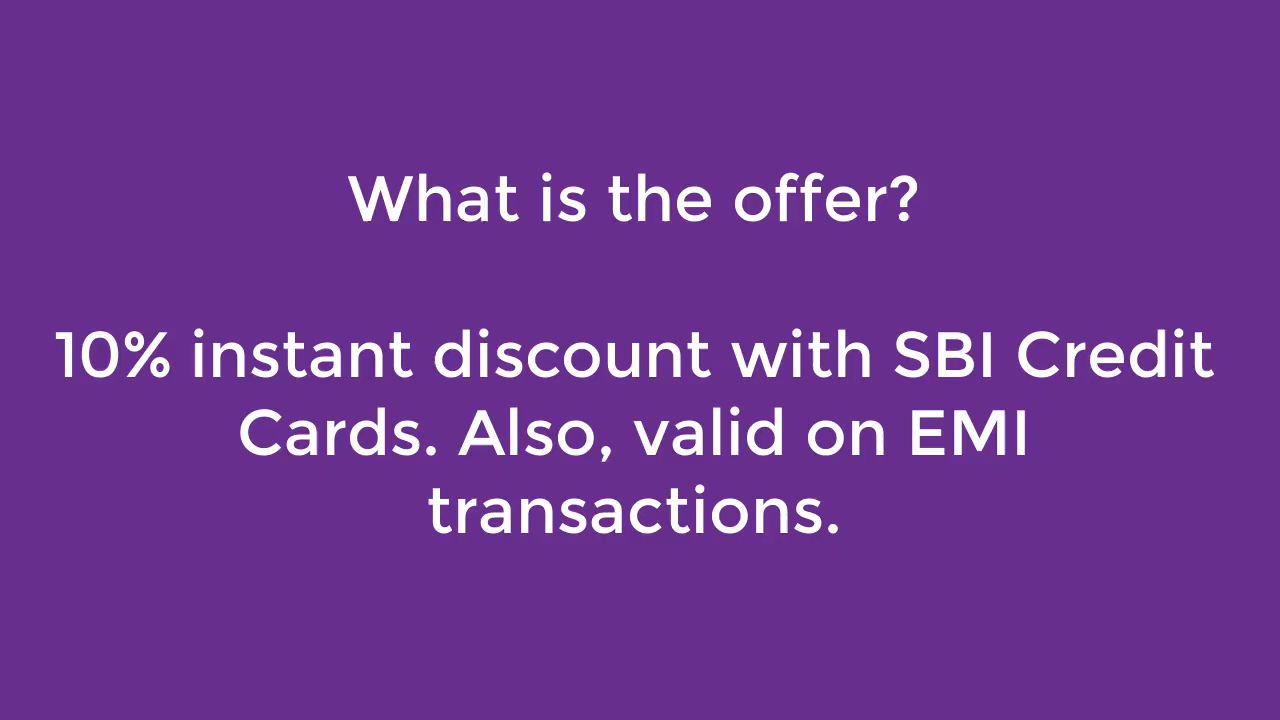 What is the offer?
10% instant discount with SBI Credit
Cards. Also, valid on EMI
transactions.